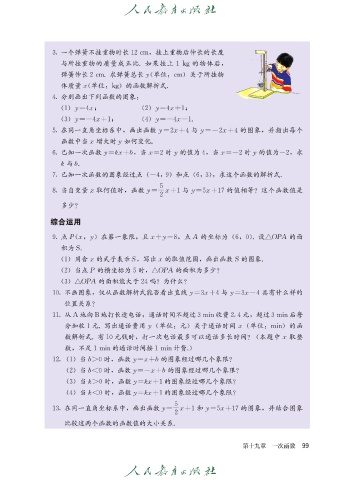 人民教育出版社
3. 一个弹簧不挂重物时长 12 cm，挂上重物后伸长的长度
与所挂重物的质量成正比. 如果挂上 1 kg 的物体后，
弹簧伸长 2 cm. 求弹簧总长 y(单位：cm) 关于所挂物
体质量 x(单位：kg) 的函数解析式.
4. 分别画出下列函数的图象：
(1) y=4x； (2) y=4x+1；
(3) y=-4x+1； (4) y=-4x-1.
5. 在同一直角坐标系中，画出函数 y=2x+4 与 y=-2x+4 的图象，并指出每个
函数中当 x 增大时 y 如何变化.
6. 已知一次函数 y=kx+b，当 x=2 时 y 的值为 4，当 x=-2 时 y 的值为-2，求
k 与 b.
7. 已知一次函数的图象经过点 (-4，9) 和点 (6，3)，求这个函数的解析式.
8. 当自变量 x 取何值时，函数 y=5/2x+1 与 y=5x+17 的值相等？这个函数值是
多少？
综合运用
9. 点 P(x，y) 在第一象限，且 x+y=8，点 A 的坐标为 (6，0). 设△OPA 的面
积为 S.
(1) 用含 x 的式子表示 S，写出 x 的取值范围，画出函数 S 的图象.
(2) 当点 P 的横坐标为 5 时，△OPA 的面积为多少？
(3) △OPA 的面积能大于 24 吗？为什么？
10. 不画图象，仅从函数解析式能否看出直线 y=3x+4 与 y=3x-4 具有什么样的
位置关系？
11. 从 A 地向 B 地打长途电话，通话时间不超过 3 min 收费 2.4 元，超过 3 min 后每
分加收 1 元. 写出通话费用 y（单位：元）关于通话时间 x（单位：min）的函
数解析式. 有 10 元钱时，打一次电话最多可以通话多长时间？（本题中 x 取整
数，不足 1 min 的通话时间按 1 min 计费.）
12. (1) 当 b>0 时，函数 y=x+b 的图象经过哪几个象限？
(2) 当 b<0 时，函数 y=-x+b 的图象经过哪几个象限？
(3) 当 k>0 时，函数 y=kx+1 的图象经过哪几个象限？
(4) 当 k<0 时，函数 y=kx+1 的图象经过哪几个象限？
13. 在同一直角坐标系中，画出函数 y=5/2x+1 和 y=5x+17 的图象，并结合图象
比较这两个函数的函数值的大小关系.
第十九章 一次函数 99
人民教育出版社